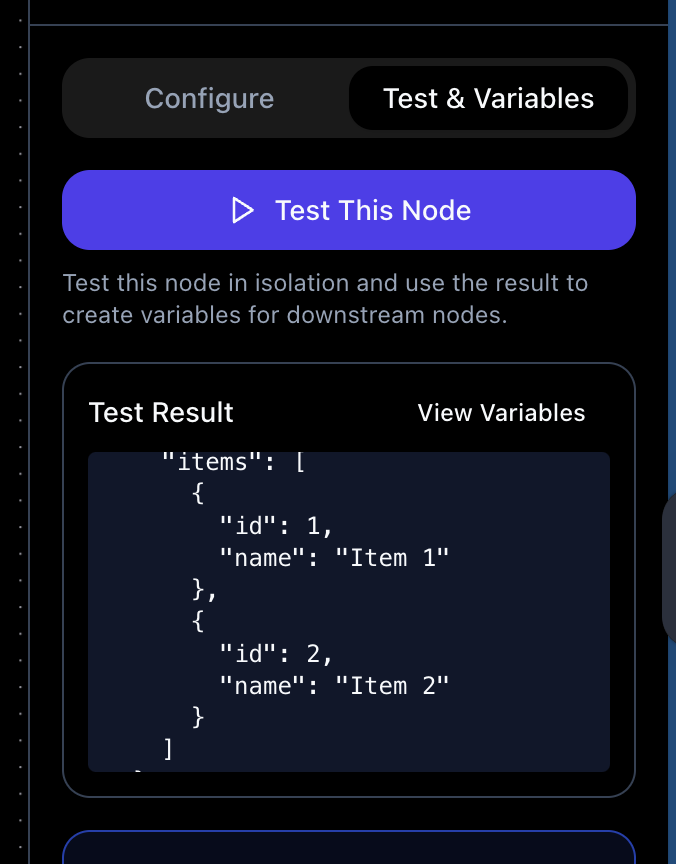 Configure
Test & Variables
Test This Node
Test this node in isolation and use the result to
create variables for downstream nodes.
Test Result
View Variables
"items": [
{
"id": 1,
"name": "Item 1"
},
{
"id": 2,
"name": "Item 2"
}
]